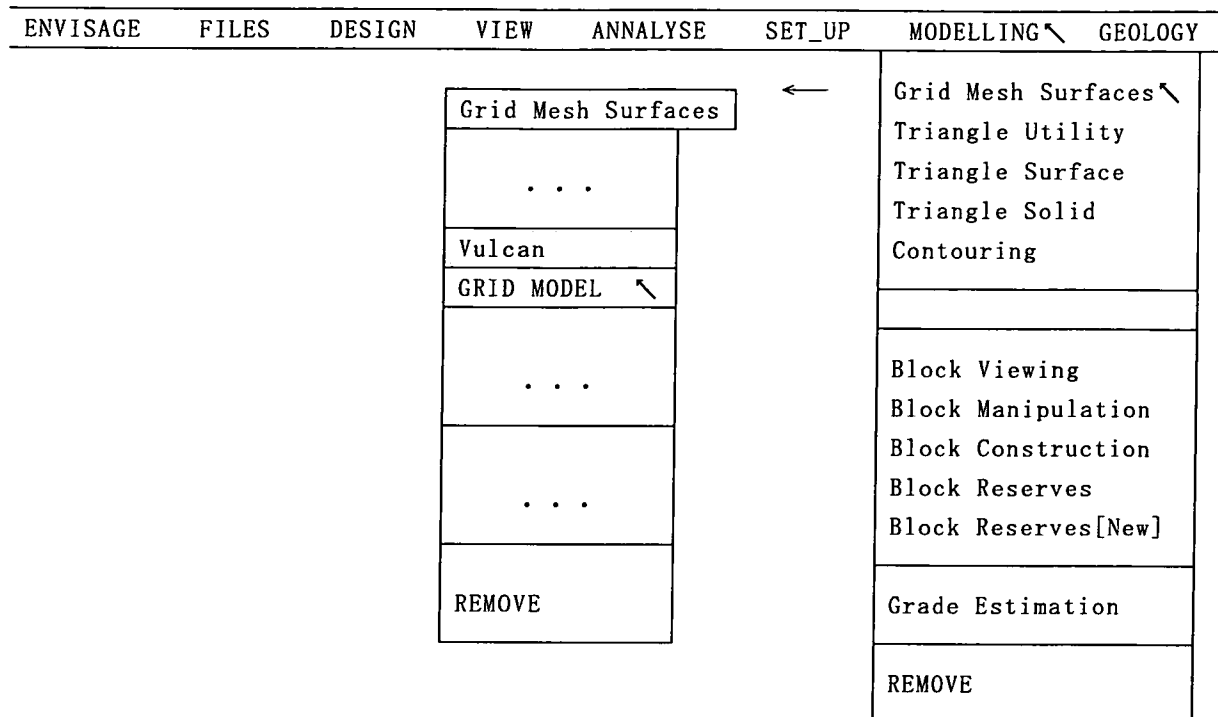 ENVISAGE FILES DESIGN VIEW ANNALYSE SET_UP MODELLING↖ GEOLOGY
Grid Mesh Surfaces
. . .
Vulcan
GRID MODEL ↖
. . .
. . .
REMOVE
←
Grid Mesh Surfaces↖
Triangle Utility
Triangle Surface
Triangle Solid
Contouring
Block Viewing
Block Manipulation
Block Construction
Block Reserves
Block Reserves[New]
Grade Estimation
REMOVE